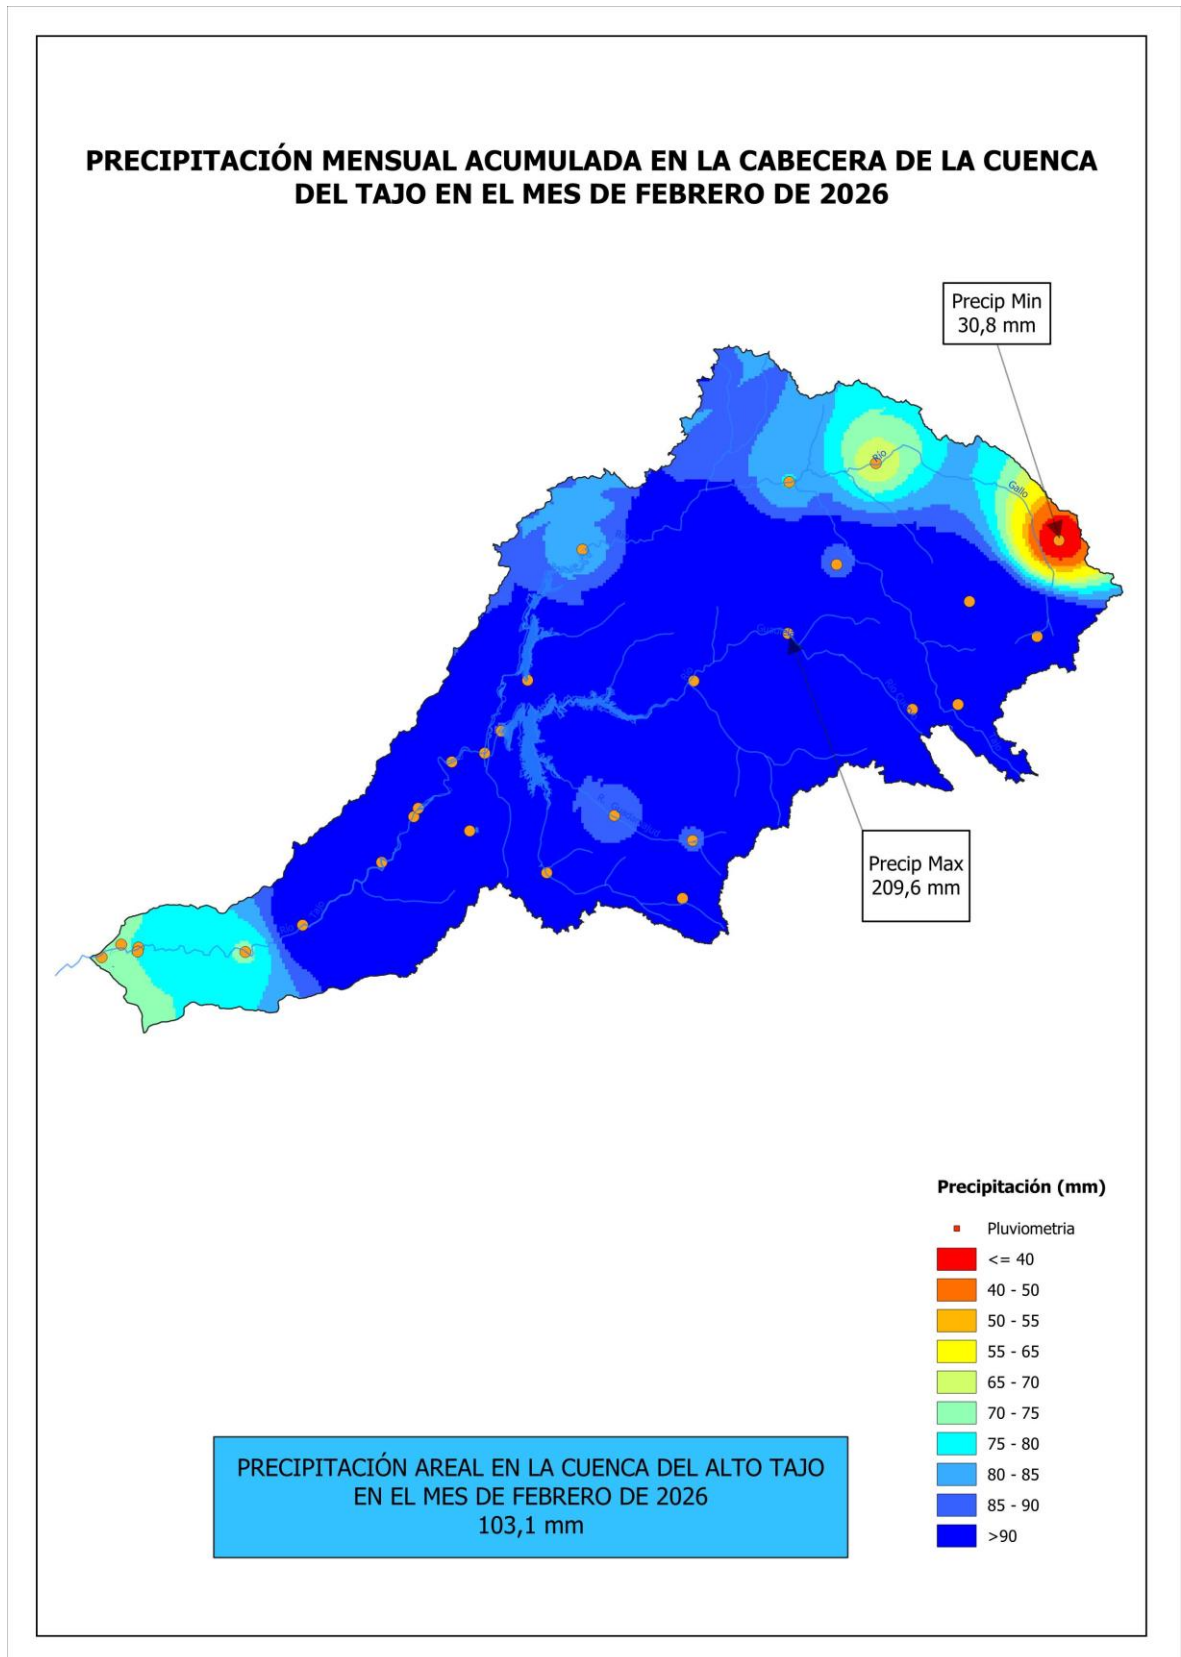 PRECIPITACIÓN MENSUAL ACUMULADA EN LA CABECERA DE LA CUENCA
DEL TAJO EN EL MES DE FEBRERO DE 2026
Precip Min
30,8 mm
Río
Gallo
Río
Tajo
Precip Max
209,6 mm
Precipitación (mm)
Pluviometria
<= 40
40 - 50
50 - 55
55 - 65
65 - 70
70 - 75
75 - 80
80 - 85
85 - 90
>90
PRECIPITACIÓN AREAL EN LA CUENCA DEL ALTO TAJO
EN EL MES DE FEBRERO DE 2026
103,1 mm